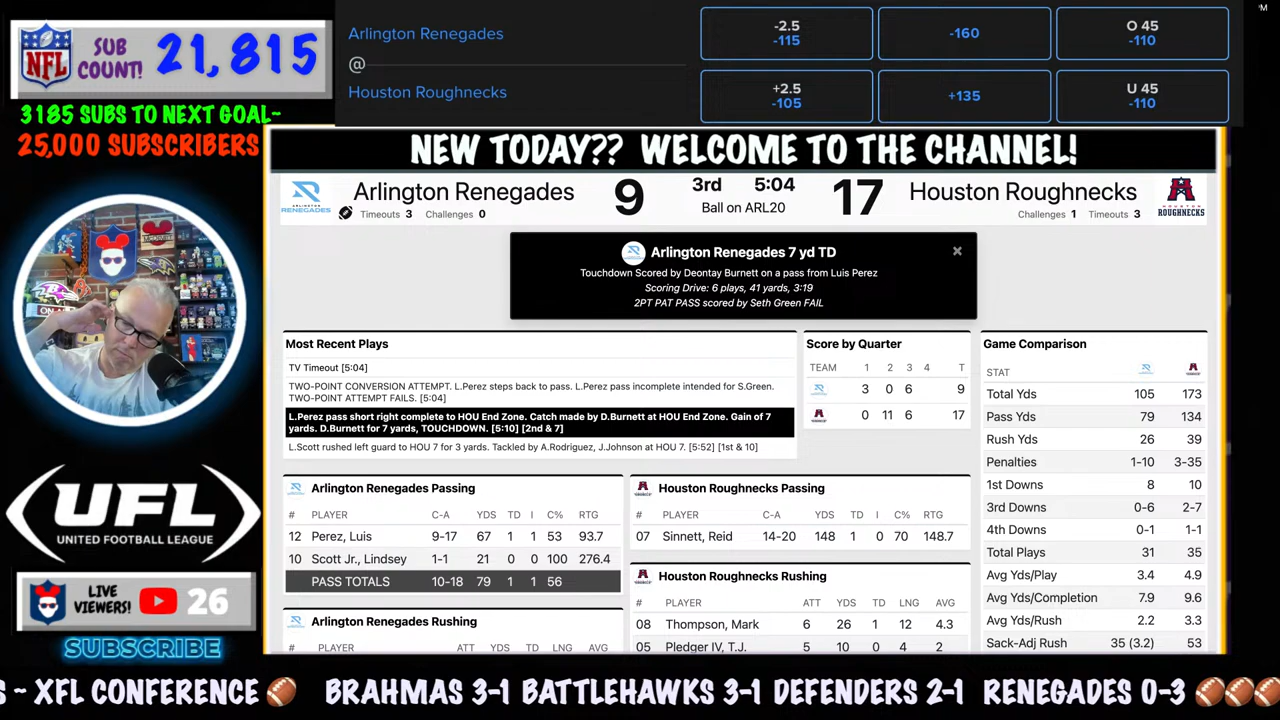 PM
NFL
SUB COUNT!
21,815
3185 SUBS TO NEXT GOAL~
25,000 SUBSCRIBERS
Arlington Renegades
-2.5
-115
-160
O 45
-110
@
Houston Roughnecks
+2.5
-105
+135
U 45
-110
NEW TODAY?? WELCOME TO THE CHANNEL!
ARLINGTON
RENEGADES
Arlington Renegades
Timeouts 3 Challenges 0
9
3rd 5:04
Ball on ARL20
17
Houston Roughnecks
Challenges 1 Timeouts 3
HOUSTON
ROUGHNECKS
Arlington Renegades 7 yd TD
×
Touchdown Scored by Deontay Burnett on a pass from Luis Perez
Scoring Drive: 6 plays, 41 yards, 3:19
2PT PAT PASS scored by Seth Green FAIL
Most Recent Plays
TV Timeout [5:04]
TWO-POINT CONVERSION ATTEMPT. L.Perez steps back to pass. L.Perez pass incomplete intended for S.Green.
TWO-POINT ATTEMPT FAILS. [5:04]
L.Perez pass short right complete to HOU End Zone. Catch made by D.Burnett at HOU End Zone. Gain of 7
yards. D.Burnett for 7 yards, TOUCHDOWN. [5:10] [2nd & 7]
L.Scott rushed left guard to HOU 7 for 3 yards. Tackled by A.Rodriguez, J.Johnson at HOU 7. [5:52] [1st & 10]
Score by Quarter
TEAM 1 2 3 4 T
3 0 6 9
0 11 6 17
Game Comparison
STAT
Total Yds 105 173
Pass Yds 79 134
Rush Yds 26 39
Penalties 1-10 3-35
1st Downs 8 10
3rd Downs 0-6 2-7
4th Downs 0-1 1-1
Total Plays 31 35
Avg Yds/Play 3.4 4.9
Avg Yds/Completion 7.9 9.6
Avg Yds/Rush 2.2 3.3
Sack-Adj Rush 35 (3.2) 53
Arlington Renegades Passing
# PLAYER C-A YDS TD I C% RTG
12 Perez, Luis 9-17 67 1 1 53 93.7
10 Scott Jr., Lindsey 1-1 21 0 0 100 276.4
PASS TOTALS 10-18 79 1 1 56
Arlington Renegades Rushing
# PLAYER ATT YDS TD LNG AVG
Houston Roughnecks Passing
# PLAYER C-A YDS TD I C% RTG
07 Sinnett, Reid 14-20 148 1 0 70 148.7
Houston Roughnecks Rushing
# PLAYER ATT YDS TD LNG AVG
08 Thompson, Mark 6 26 1 12 4.3
05 Pledger IV, T.J. 5 10 0 4 2
UFL
UNITED FOOTBALL LEAGUE
LIVE VIEWERS!
26
SUBSCRIBE
S ~ XFL CONFERENCE BRAHMAS 3-1 BATTLEHAWKS 3-1 DEFENDERS 2-1 RENEGADES 0-3